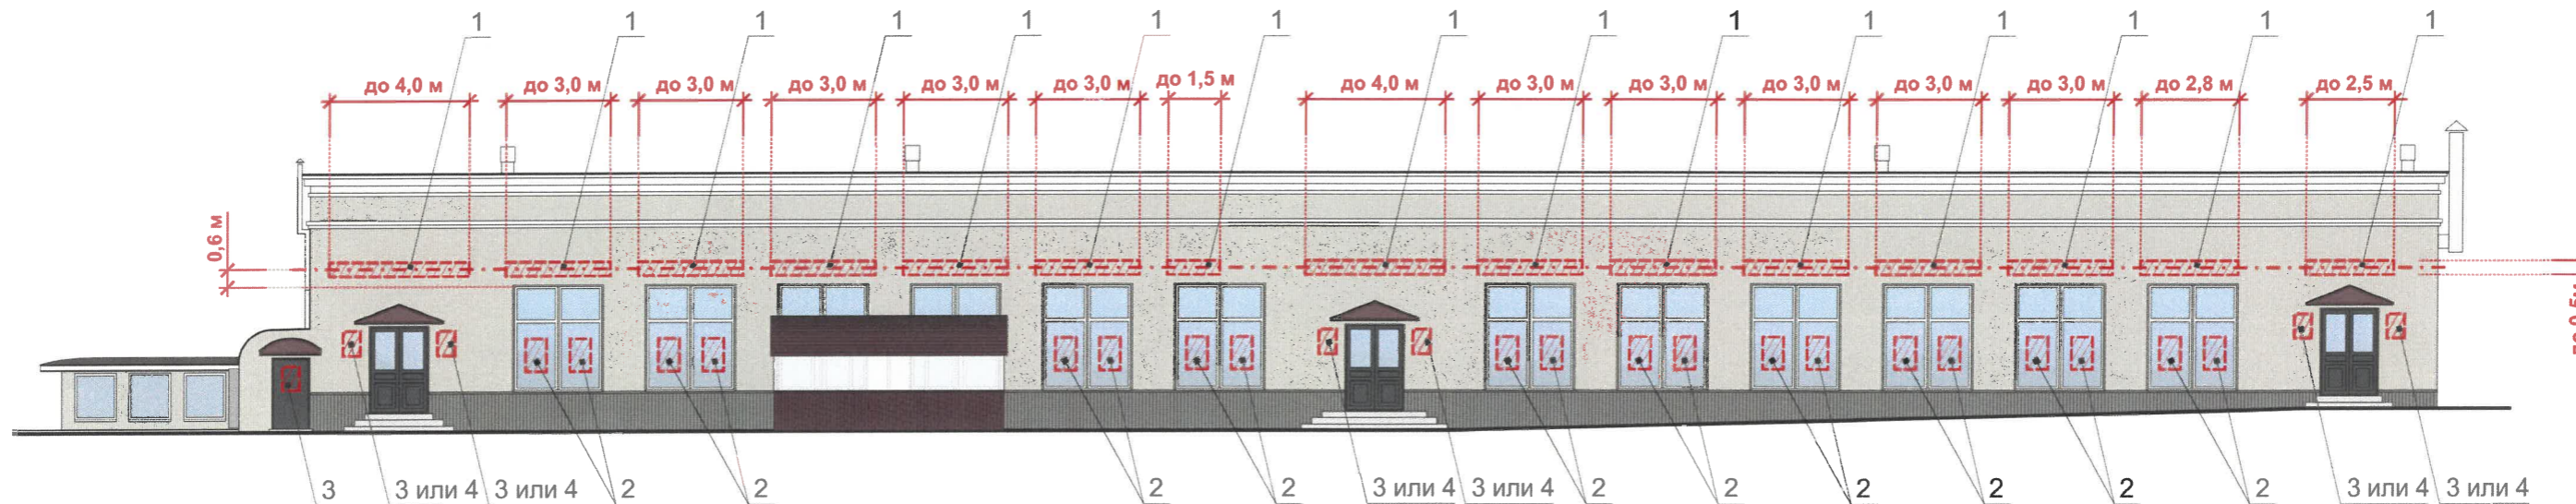 1 1 1 1 1 1 1 1 1 1 1 1 1 1 1
до 4,0 м до 3,0 м до 3,0 м до 3,0 м до 3,0 м до 3,0 м до 1,5 м до 4,0 м до 3,0 м до 3,0 м до 3,0 м до 3,0 м до 3,0 м до 2,8 м до 2,5 м
0,6 м
3 3 или 4 3 или 4 2 2 2 2 3 или 4 3 или 4 2 2 2 2 2 2 3 или 4 3 или 4